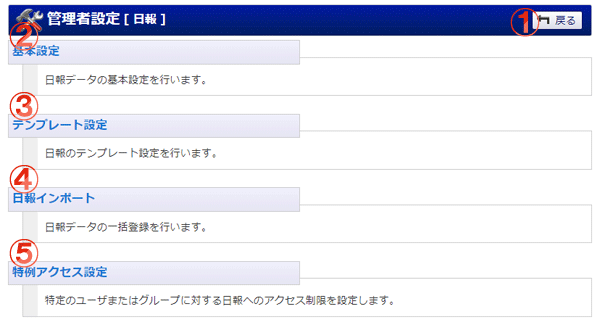 管理者設定 [ 日報 ]
① 戻る
②
基本設定
日報データの基本設定を行います。
③
テンプレート設定
日報のテンプレート設定を行います。
④
日報インポート
日報データの一括登録を行います。
⑤
特例アクセス設定
特定のユーザまたはグループに対する日報へのアクセス制限を設定します。